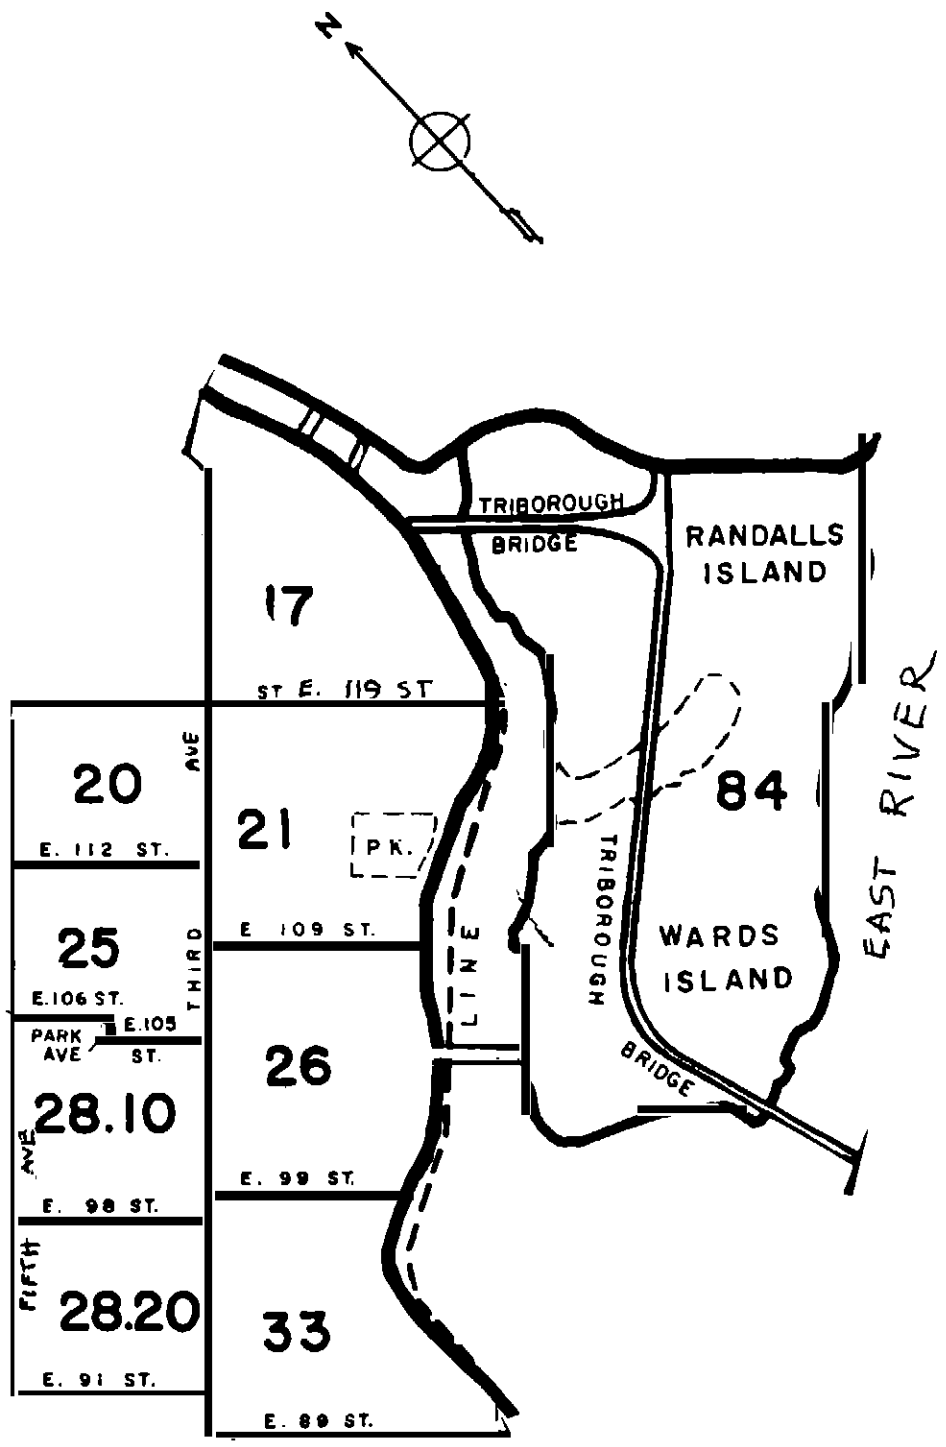 N
TRIBOROUGH
BRIDGE
RANDALLS
ISLAND
17
ST E. 119 ST
AVE
20
21
84
E. 112 ST.
PK.
TRIBOROUGH
EAST RIVER
25
THIRD
E 109 ST.
LINE
WARDS
ISLAND
E. 106 ST.
PARK
AVE
E. 105
ST.
26
BRIDGE
28.10
AVE
E. 99 ST.
E. 98 ST.
FIFTH
28.20
33
E. 91 ST.
E. 89 ST.